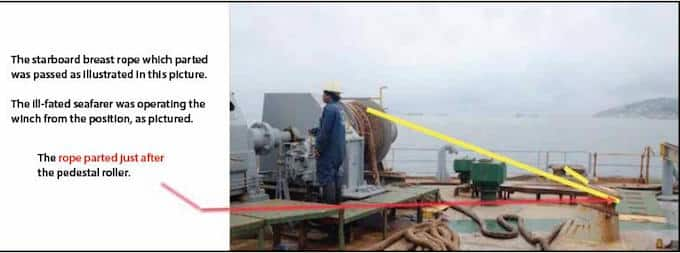 The starboard breast rope which parted
was passed as illustrated in this picture.
The ill-fated seafarer was operating the
winch from the position, as pictured.
The rope parted just after
the pedestal roller.